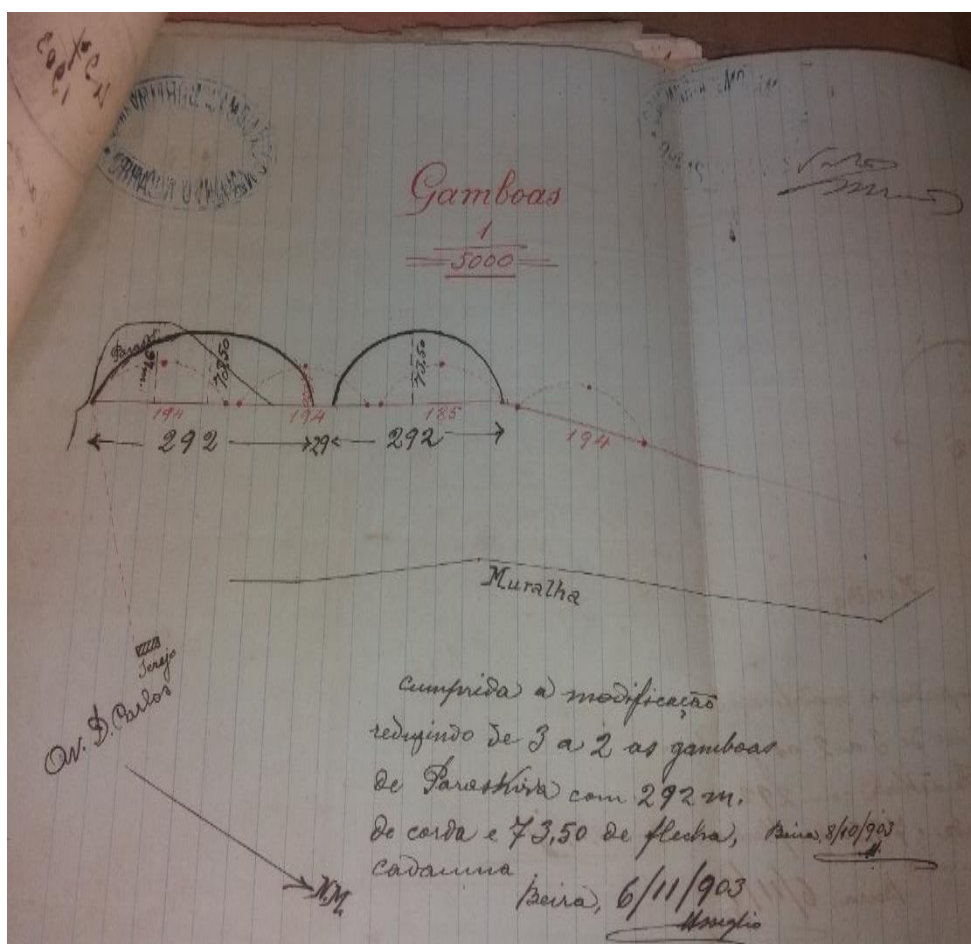 Gamboas
1
5000
73,50
73,50
194
194
185
194
292
29
292
Muralha
Av. D. Carlos
N.M.
cumprida a modificação
reduzindo de 3 a 2 as gamboas
de com 292 m.
de corda e 73,50 de flecha,
Beira, 8/10/903
cadauma
Beira, 6/11/903